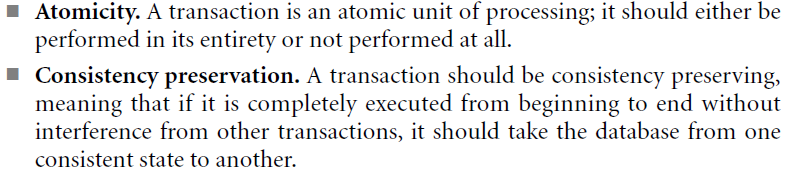 ■ Atomicity. A transaction is an atomic unit of processing; it should either be
performed in its entirety or not performed at all.
■ Consistency preservation. A transaction should be consistency preserving,
meaning that if it is completely executed from beginning to end without
interference from other transactions, it should take the database from one
consistent state to another.